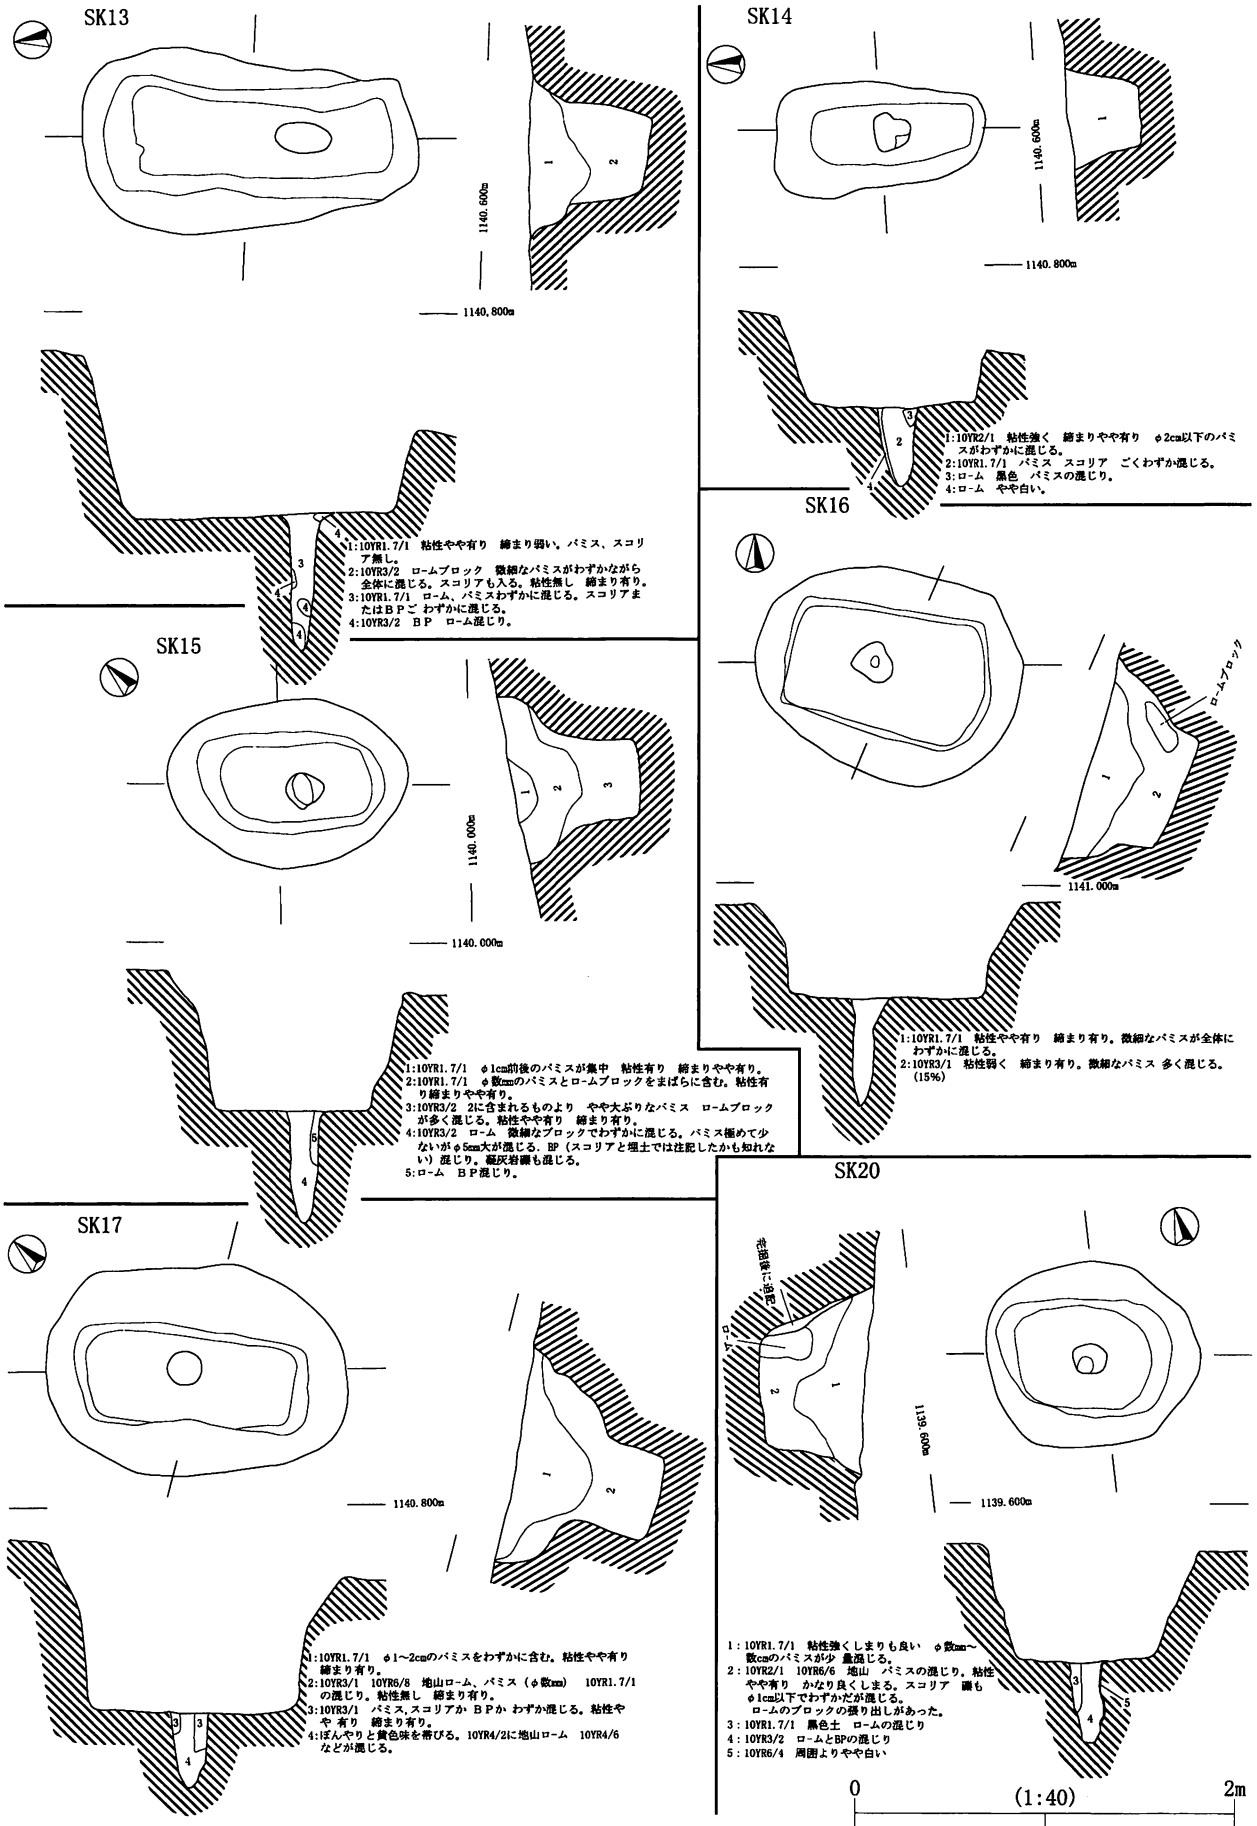 SK13
1
2
1140.600m
1140.800m
3
4
4
4
4
1:10YR1.7/1 粘性やや有り 締まり弱い。パミス、スコリ
ア無し。
2:10YR3/2 ロームブロック 微細なパミスがわずかながら
全体に混じる。スコリアも入る。粘性無し 締まり有り。
3:10YR1.7/1 ローム、パミスわずかに混じる。スコリアま
たはBPご わずかに混じる。
4:10YR3/2 BP ローム混じり。
SK14
1
1140.600m
1140.800m
3
2
4
1:10YR2/1 粘性強く 締まりやや有り φ2cm以下のパミ
スがわずかに混じる。
2:10YR1.7/1 パミス スコリア ごくわずか混じる。
3:ローム 黒色 パミスの混じり。
4:ローム やや白い。
SK15
1
2
3
1140.000m
1140.000m
5
4
1:10YR1.7/1 φ1cm前後のパミスが集中 粘性有り 締まりやや有り。
2:10YR1.7/1 φ数mmのパミスとロームブロックをまばらに含む。粘性有
り締まりやや有り。
3:10YR3/2 2に含まれるものより やや大ぶりなパミス ロームブロック
が多く混じる。粘性やや有り 締まり有り。
4:10YR3/2 ローム 微細なブロックでわずかに混じる。パミス極めて少
ないがφ5mm大が混じる. BP(スコリアと埋土では注記したかも知れな
い)混じり。凝灰岩礫も混じる。
5:ローム BP混じり。
SK16
ロームブロック
1
2
1141.000m
1:10YR1.7/1 粘性やや有り 締まり有り。微細なパミスが全体に
わずかに混じる。
2:10YR3/1 粘性弱く 締まり有り。微細なパミス 多く混じる。
(15%)
SK17
1
2
1140.800m
3
3
4
1:10YR1.7/1 φ1~2cmのパミスをわずかに含む。粘性やや有り
締まり有り。
2:10YR3/1 10YR6/8 地山ローム、パミス(φ数mm) 10YR1.7/1
の混じり。粘性無し 締まり有り。
3:10YR3/1 パミス,スコリアか BPか わずか混じる。粘性や
や有り 締まり有り。
4:ぼんやりと黄色味を帯びる。10YR4/2に地山ローム 10YR4/6
などが混じる。
SK20
完掘後に追記
ローム
1
2
1139.600m
1139.600m
3
5
4
1:10YR1.7/1 粘性強くしまりも良い φ数mm~
数cmのパミスが少 量混じる。
2:10YR2/1 10YR6/6 地山 パミスの混じり。粘性
やや有り かなり良くしまる。スコリア 礫も
φ1cm以下でわずかだが混じる。
ロームのブロックの張り出しがあった。
3:10YR1.7/1 黒色土 ロームの混じり
4:10YR3/2 ロームとBPの混じり
5:10YR6/4 周囲よりやや白い
0 (1:40) 2m